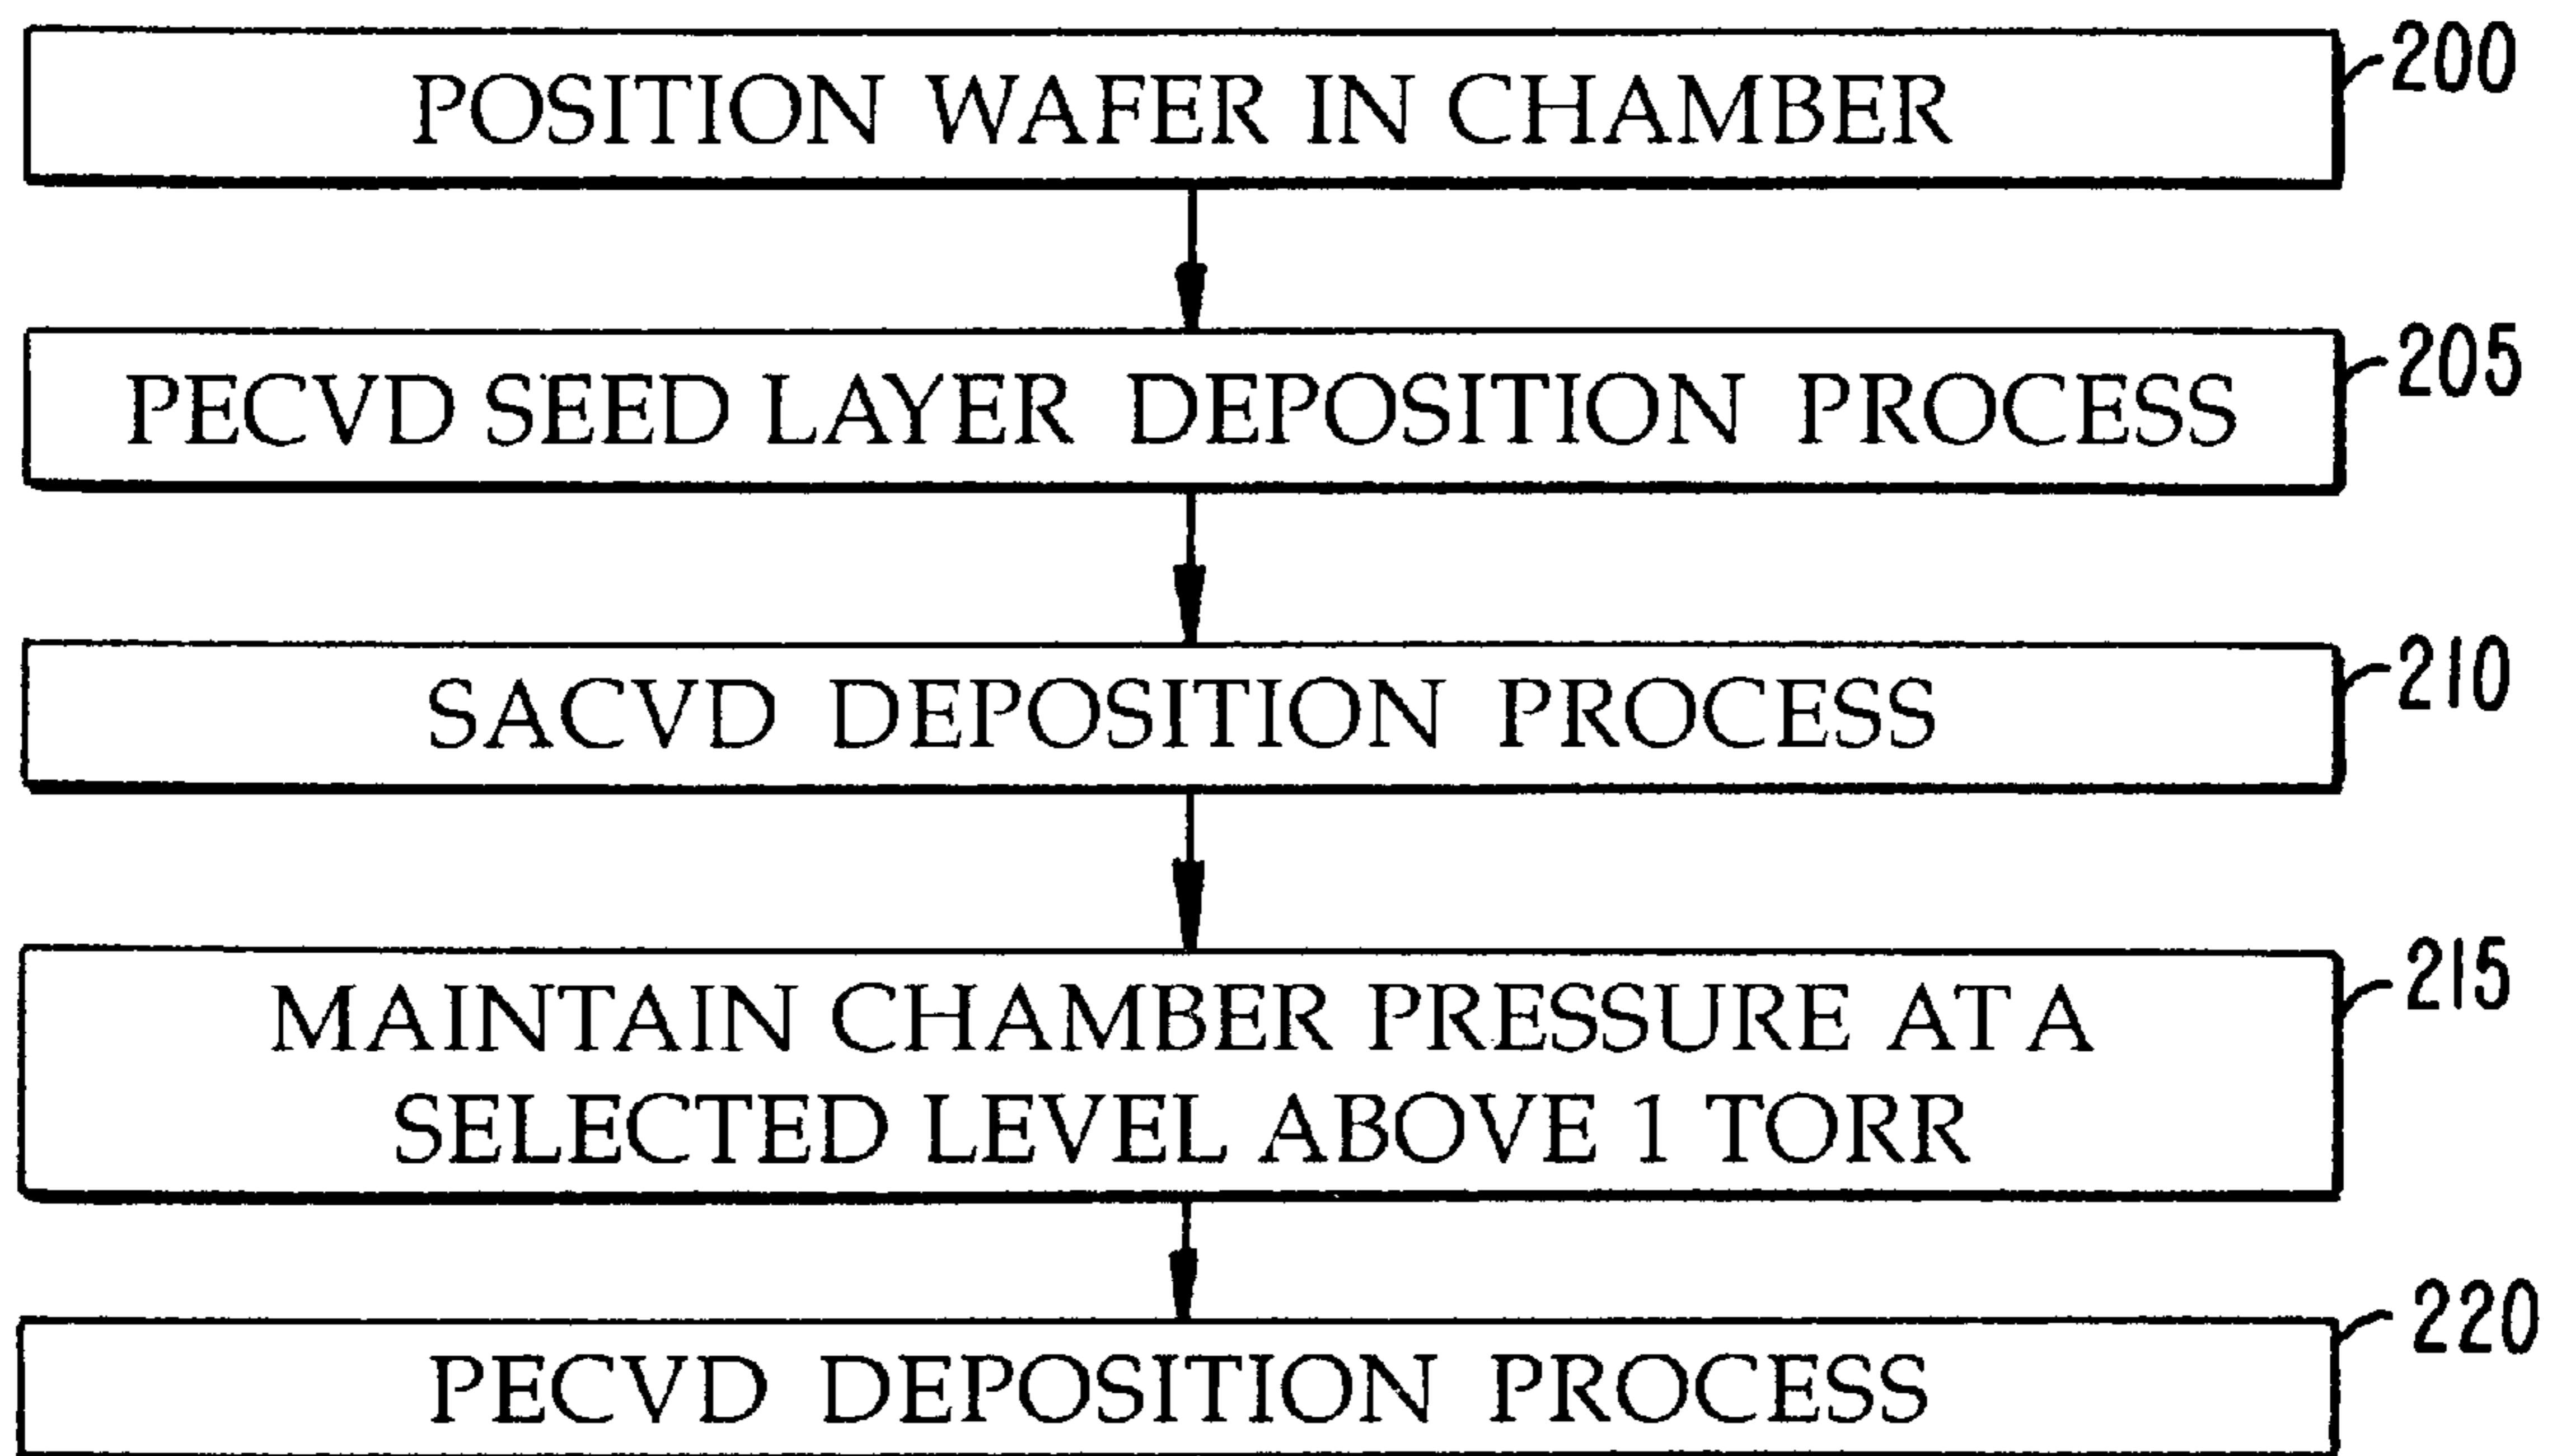 POSITION WAFER IN CHAMBER
200
PECVD SEED LAYER DEPOSITION PROCESS
205
SACVD DEPOSITION PROCESS
210
MAINTAIN CHAMBER PRESSURE AT A
215
SELECTED LEVEL ABOVE 1 TORR
PECVD DEPOSITION PROCESS
220